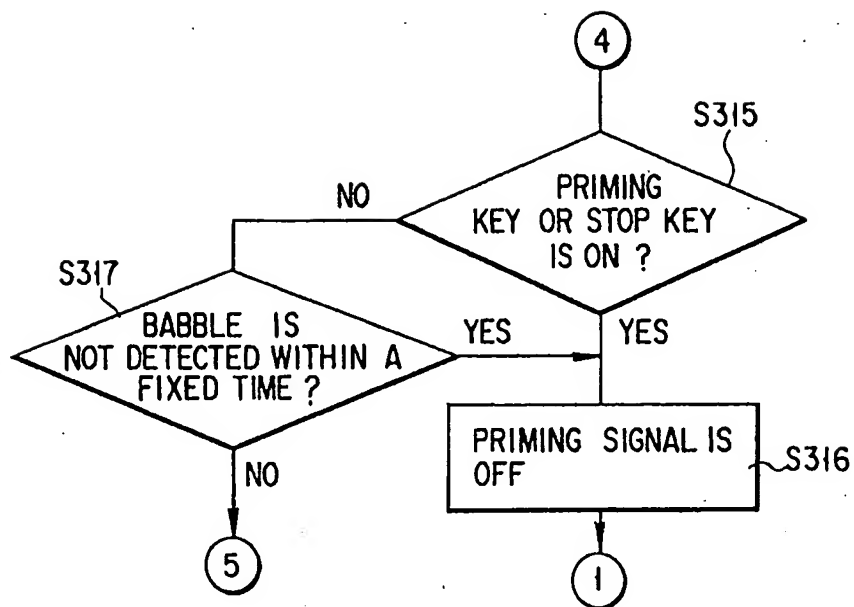 4
S315
PRIMING
KEY OR STOP KEY
IS ON ?
NO
YES
S317
BABBLE IS
NOT DETECTED WITHIN A
FIXED TIME ?
YES
NO
PRIMING SIGNAL IS
OFF
S316
5
1